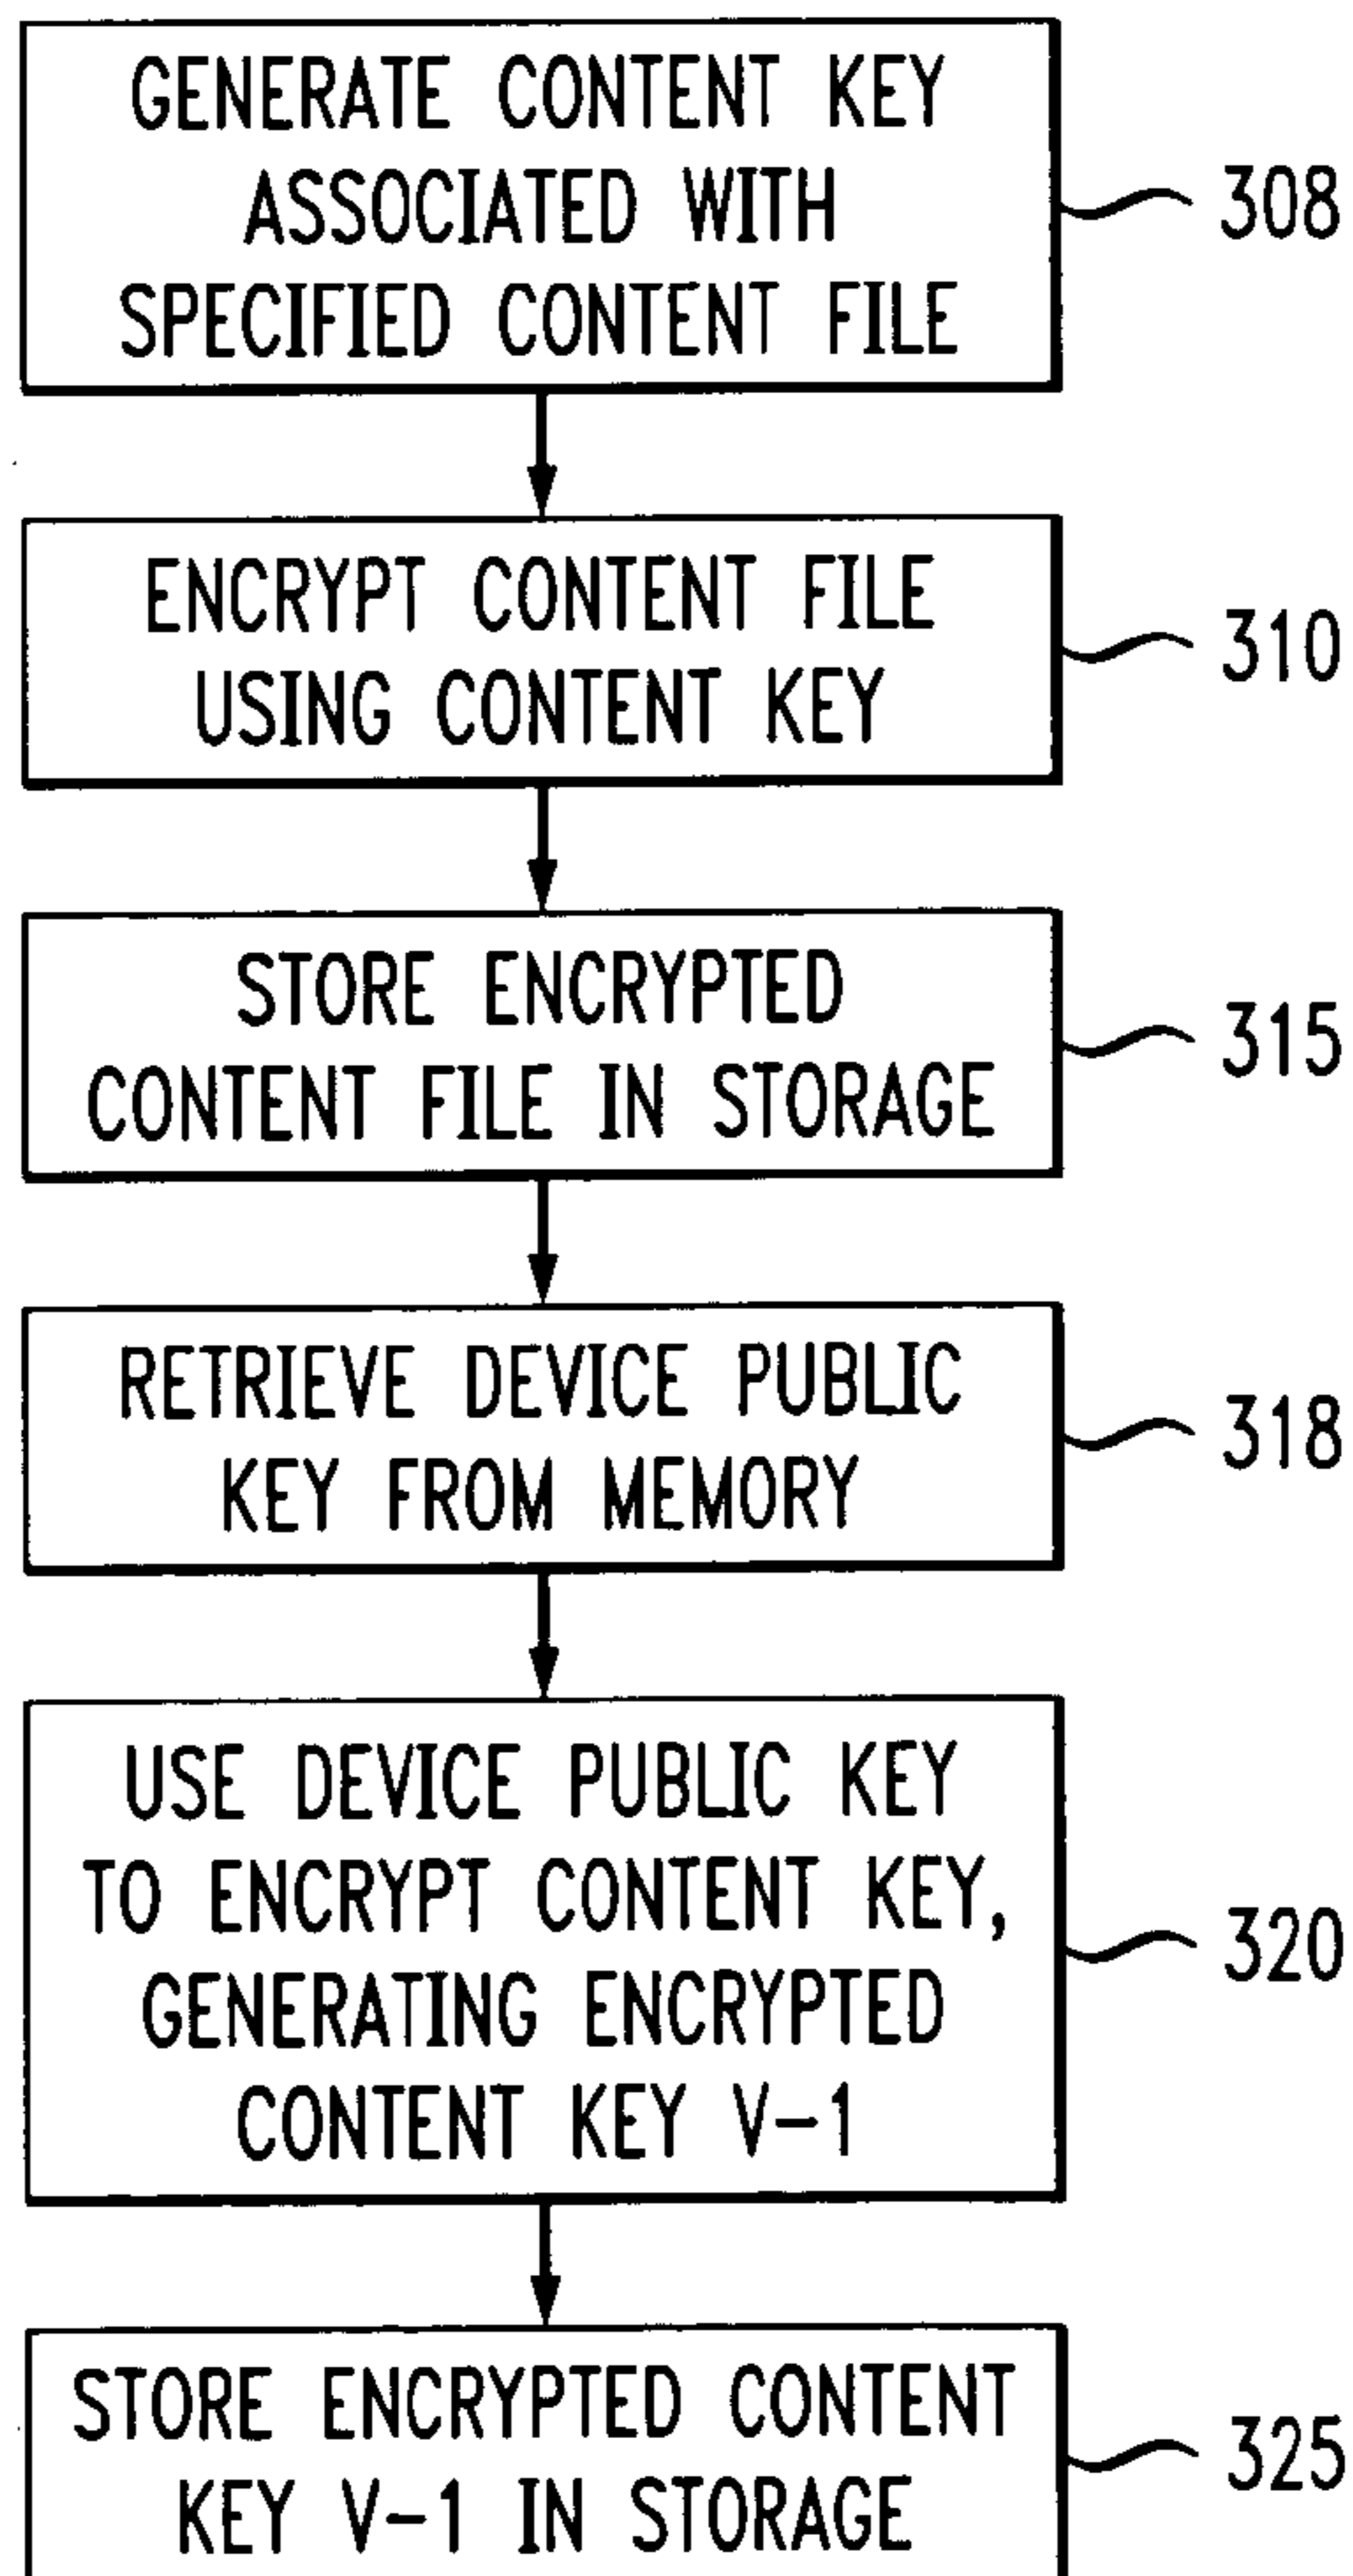 GENERATE CONTENT KEY
ASSOCIATED WITH
SPECIFIED CONTENT FILE
308
ENCRYPT CONTENT FILE
USING CONTENT KEY
310
STORE ENCRYPTED
CONTENT FILE IN STORAGE
315
RETRIEVE DEVICE PUBLIC
KEY FROM MEMORY
318
USE DEVICE PUBLIC KEY
TO ENCRYPT CONTENT KEY,
GENERATING ENCRYPTED
CONTENT KEY V-1
320
STORE ENCRYPTED CONTENT
KEY V-1 IN STORAGE
325